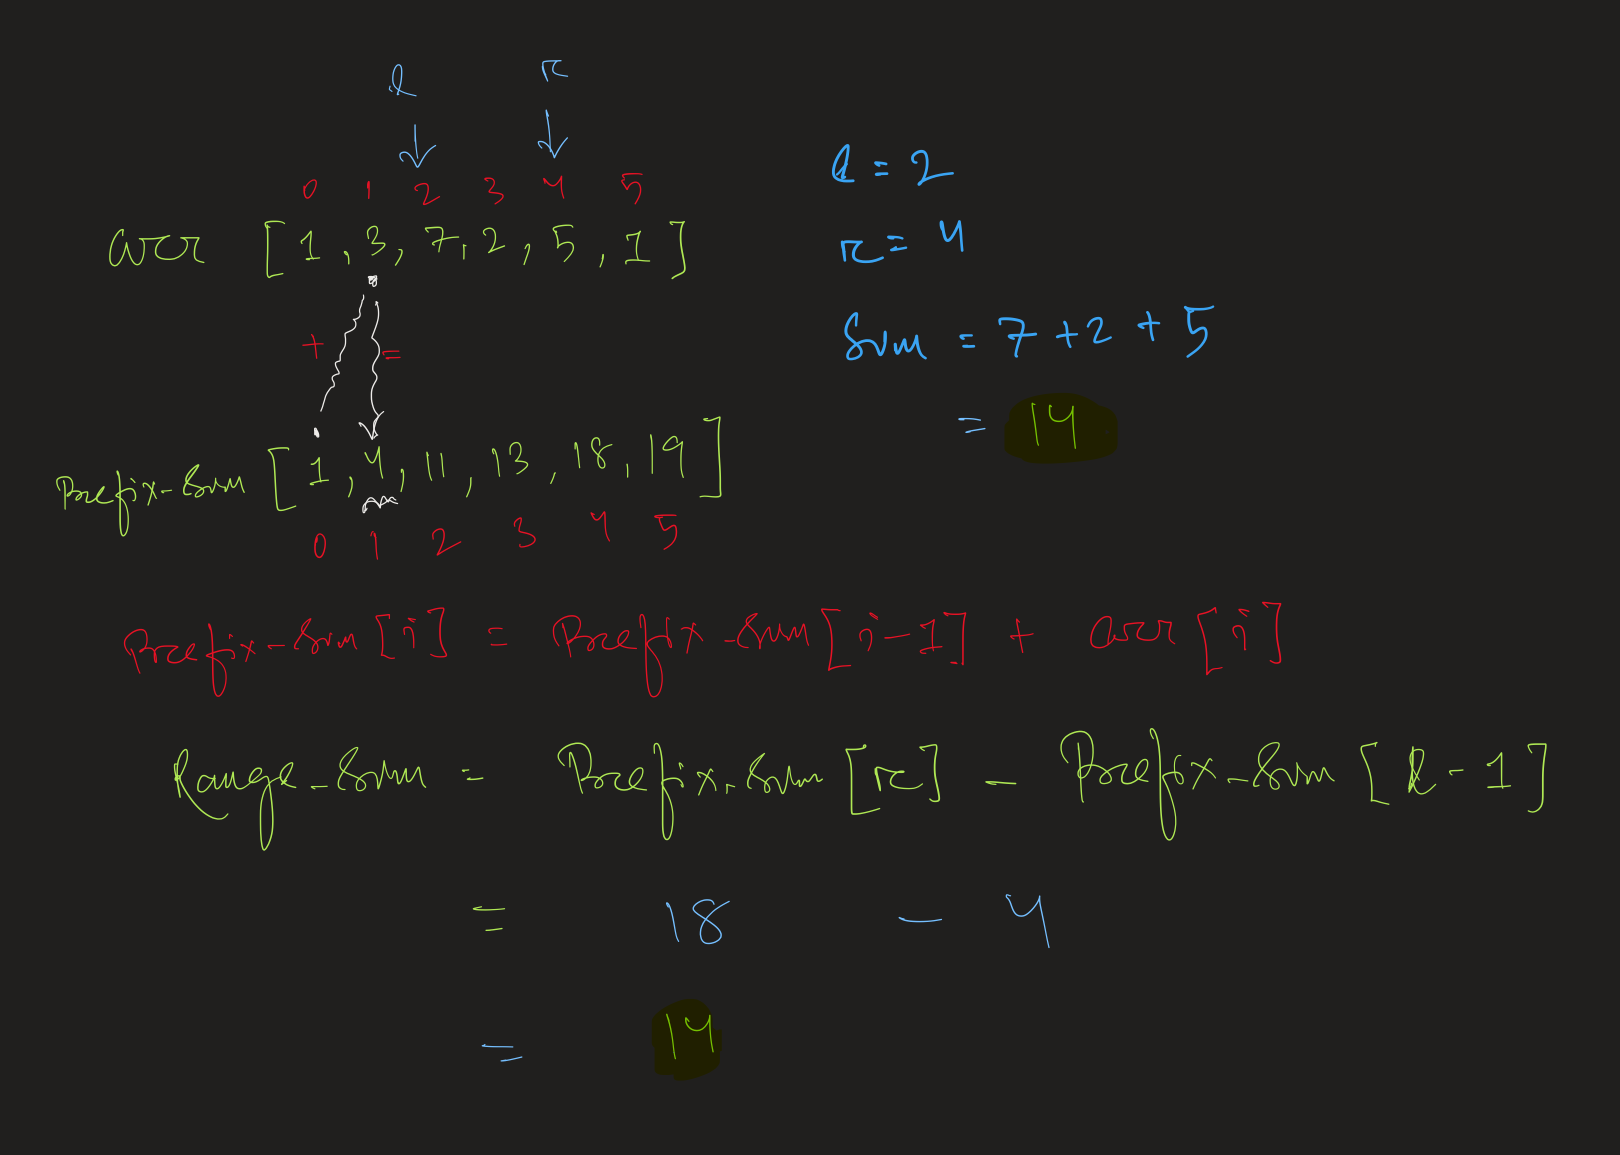 l r
0 1 2 3 4 5
arr [1, 3, 7, 2, 5, 1]
l = 2
r = 4
Sum = 7 + 2 + 5
= 14
+ =
Prefix-Sum [1, 4, 11, 13, 18, 19]
0 1 2 3 4 5
Prefix-Sum [i] = Prefix-Sum [i-1] + arr [i]
Range-Sum = Prefix-Sum [r] - Prefix-Sum [l-1]
= 18 - 4
= 14